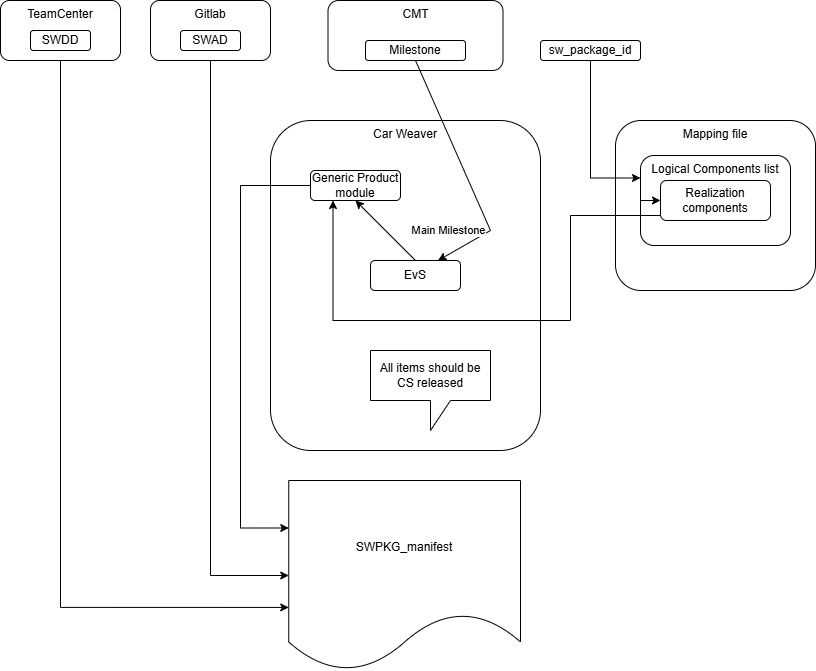 TeamCenter
SWDD
Gitlab
SWAD
CMT
Milestone
sw_package_id
Car Weaver
Mapping file
Generic Product
module
Logical Components list
Realization
components
Main Milestone
EvS
All items should be
CS released
SWPKG_manifest